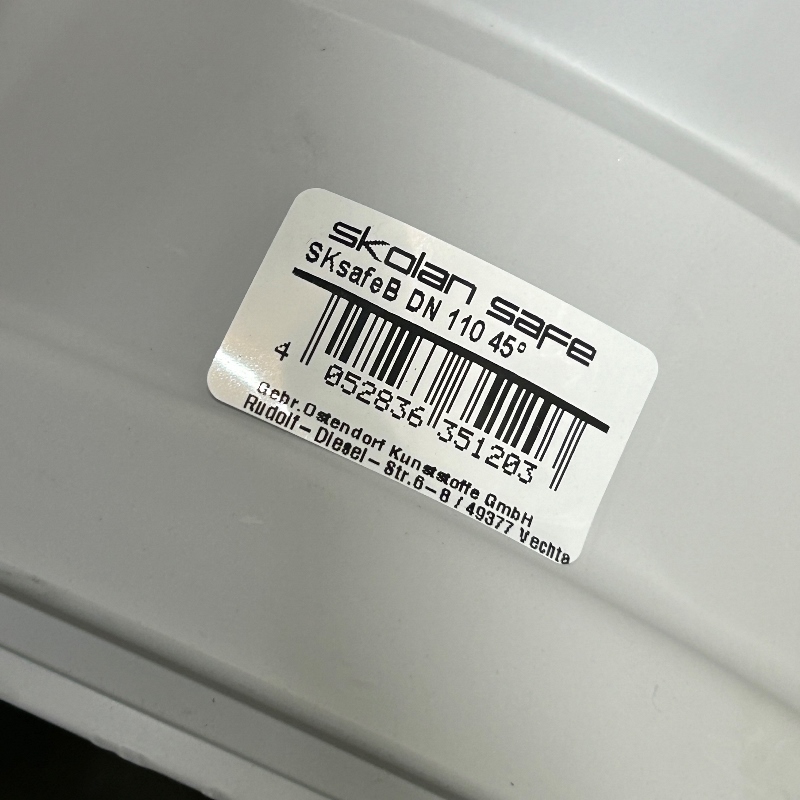 skolan safe
SKsafeB DN 110 45°
4 052836 351203
Gebr.Ostendorf Kunststoffe GmbH
Rudolf-Diesel-Str.6-8 / 49377 Vechta